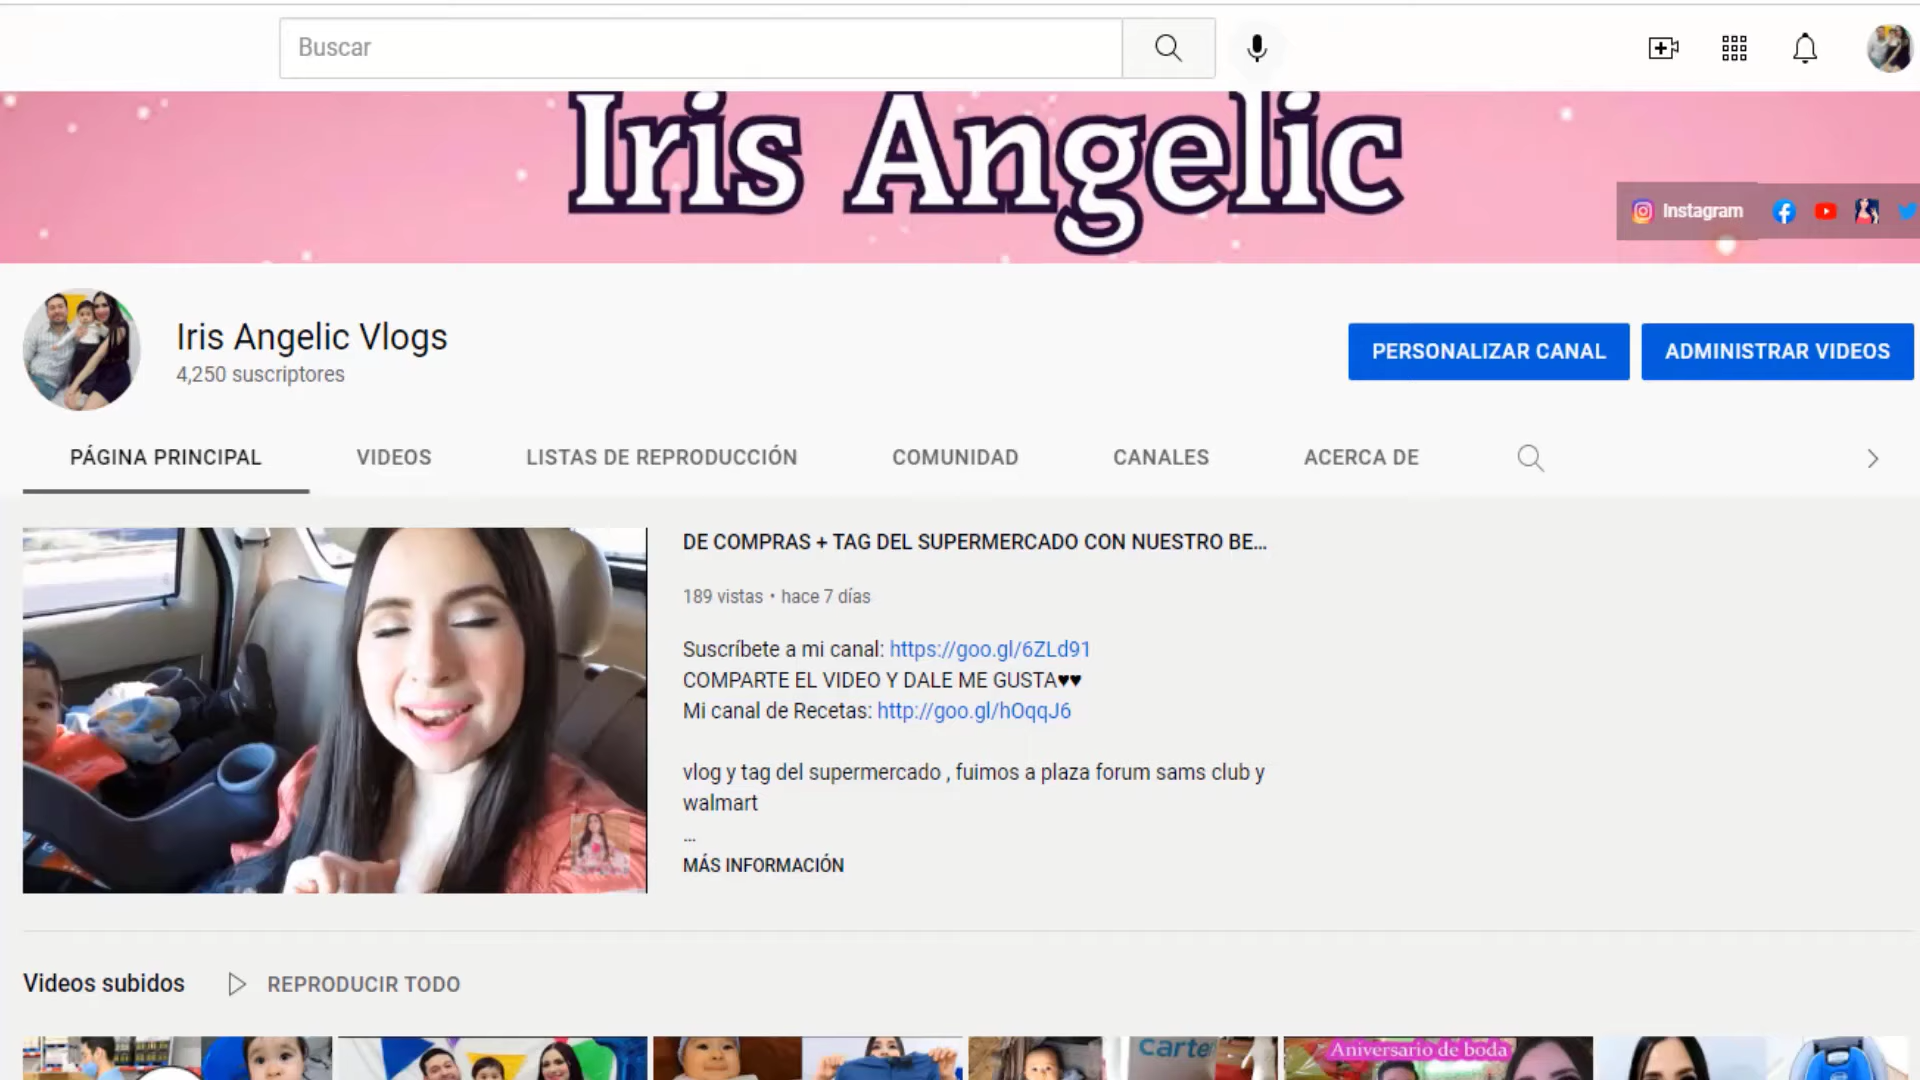 Buscar
Iris Angelic
Instagram
Iris Angelic Vlogs
4,250 suscriptores
PERSONALIZAR CANAL
ADMINISTRAR VIDEOS
PÁGINA PRINCIPAL
VIDEOS
LISTAS DE REPRODUCCIÓN
COMUNIDAD
CANALES
ACERCA DE
DE COMPRAS + TAG DEL SUPERMERCADO CON NUESTRO BE...
189 vistas • hace 7 días
Suscríbete a mi canal: https://goo.gl/6ZLd91
COMPARTE EL VIDEO Y DALE ME GUSTA♥♥
Mi canal de Recetas: http://goo.gl/hOqqJ6
vlog y tag del supermercado , fuimos a plaza forum sams club y
walmart
...
MÁS INFORMACIÓN
Videos subidos
REPRODUCIR TODO
Aniversario de boda